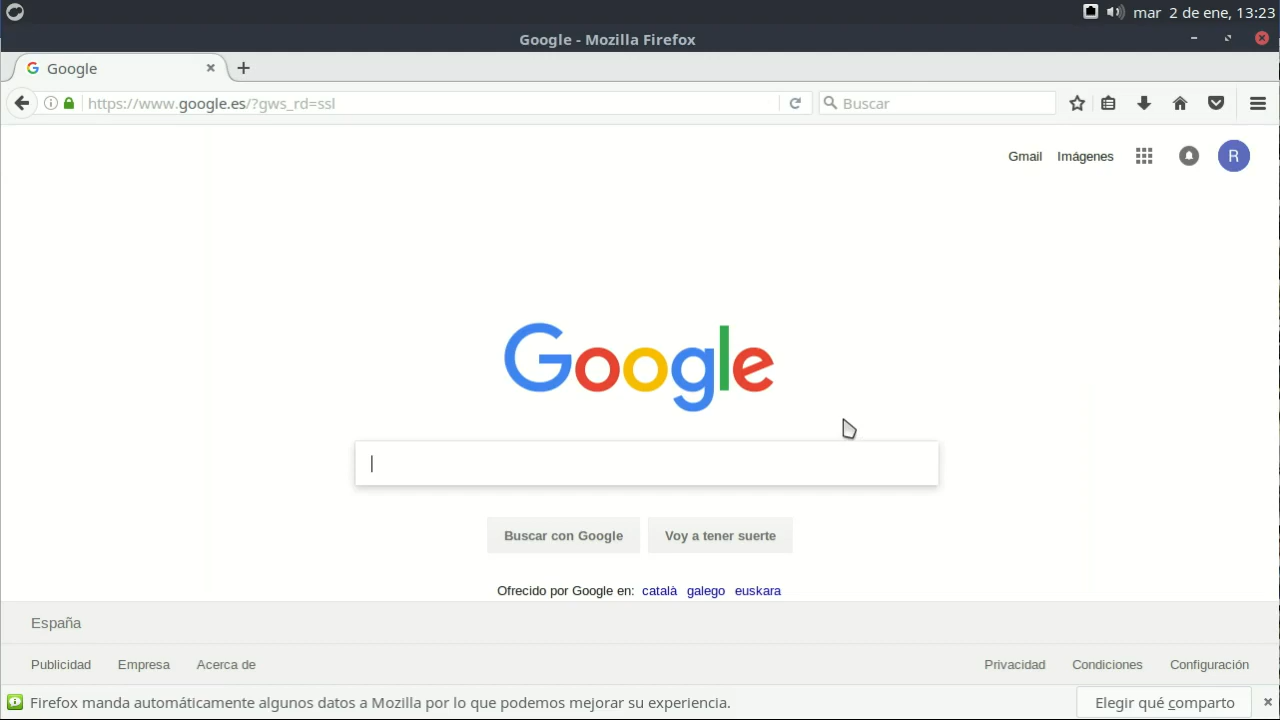 mar 2 de ene, 13:23
Google - Mozilla Firefox
Google
https://www.google.es/?gws_rd=ssl
Buscar
Gmail Imágenes R
Google
Buscar con Google Voy a tener suerte
Ofrecido por Google en: català galego euskara
España
Publicidad Empresa Acerca de Privacidad Condiciones Configuración
Firefox manda automáticamente algunos datos a Mozilla por lo que podemos mejorar su experiencia. Elegir qué comparto